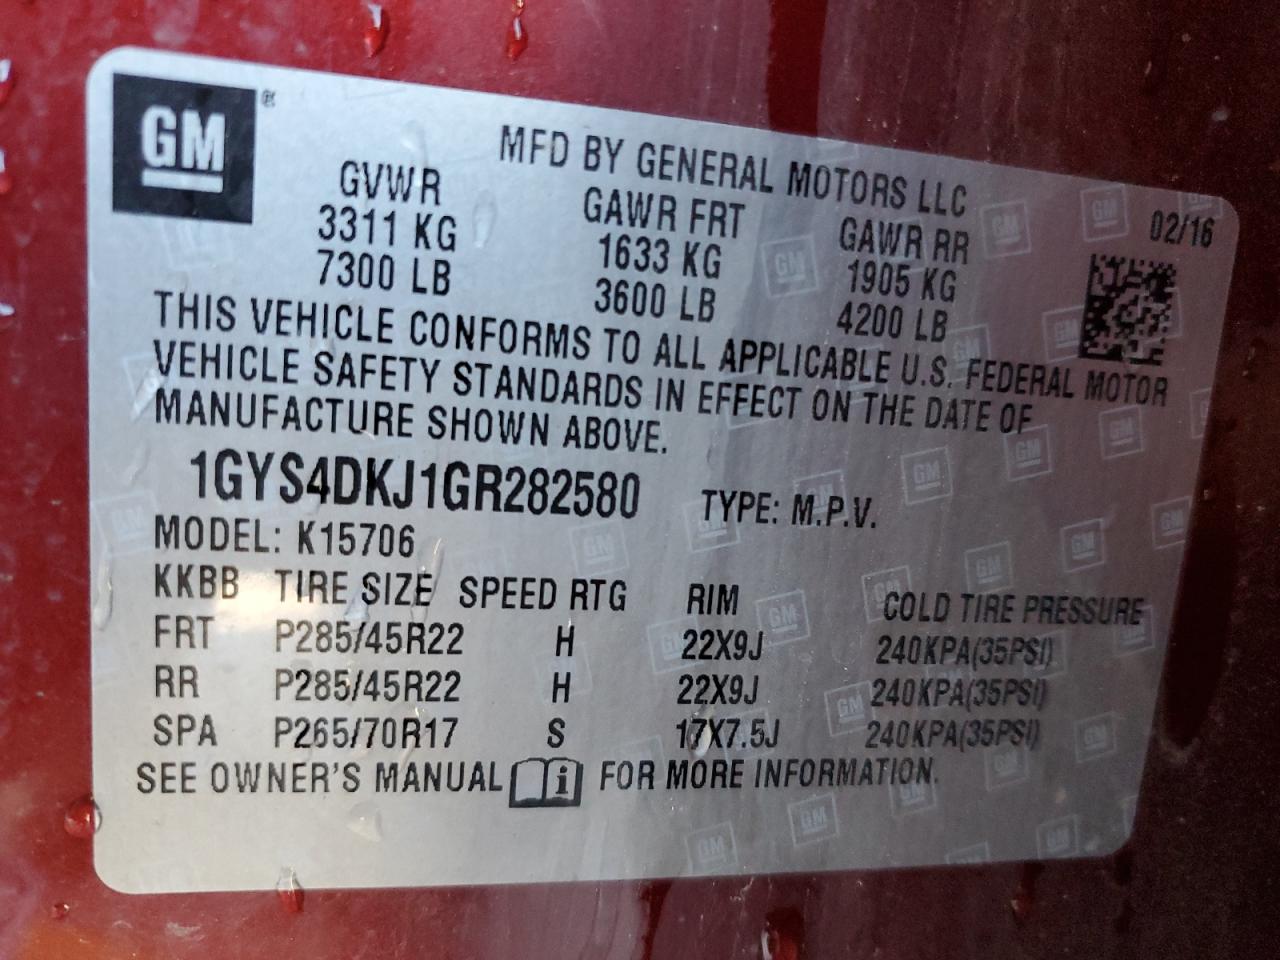 GM ®
MFD BY GENERAL MOTORS LLC
02/16
GVWR GAWR FRT GAWR RR
3311 KG 1633 KG 1905 KG
7300 LB 3600 LB 4200 LB
THIS VEHICLE CONFORMS TO ALL APPLICABLE U.S. FEDERAL MOTOR
VEHICLE SAFETY STANDARDS IN EFFECT ON THE DATE OF
MANUFACTURE SHOWN ABOVE.
1GYS4DKJ1GR282580 TYPE: M.P.V.
MODEL: K15706
KKBB TIRE SIZE SPEED RTG RIM COLD TIRE PRESSURE
FRT P285/45R22 H 22X9J 240KPA(35PSI)
RR P285/45R22 H 22X9J 240KPA(35PSI)
SPA P265/70R17 S 17X7.5J 240KPA(35PSI)
SEE OWNER'S MANUAL i FOR MORE INFORMATION.